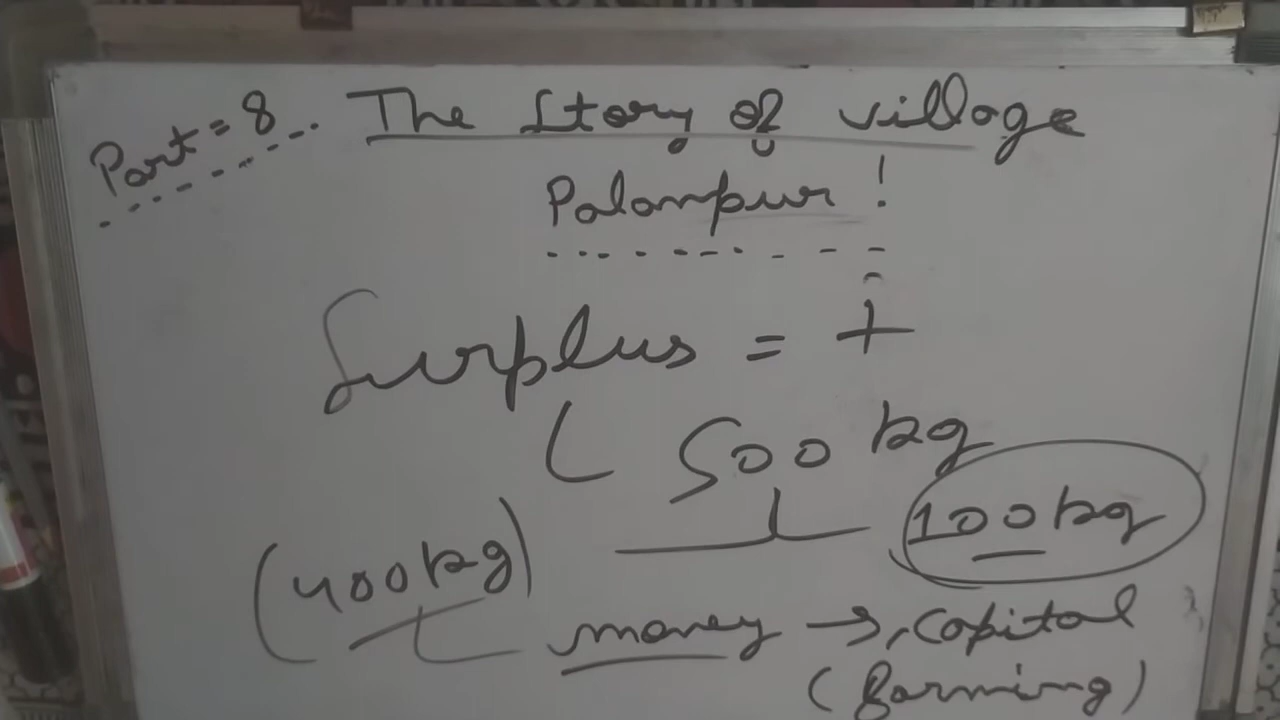 Part = 8
The Story of village
Palampur !
Surplus = +
( 500 kg
(400 kg)
100 kg
money → , Capital
(farming)